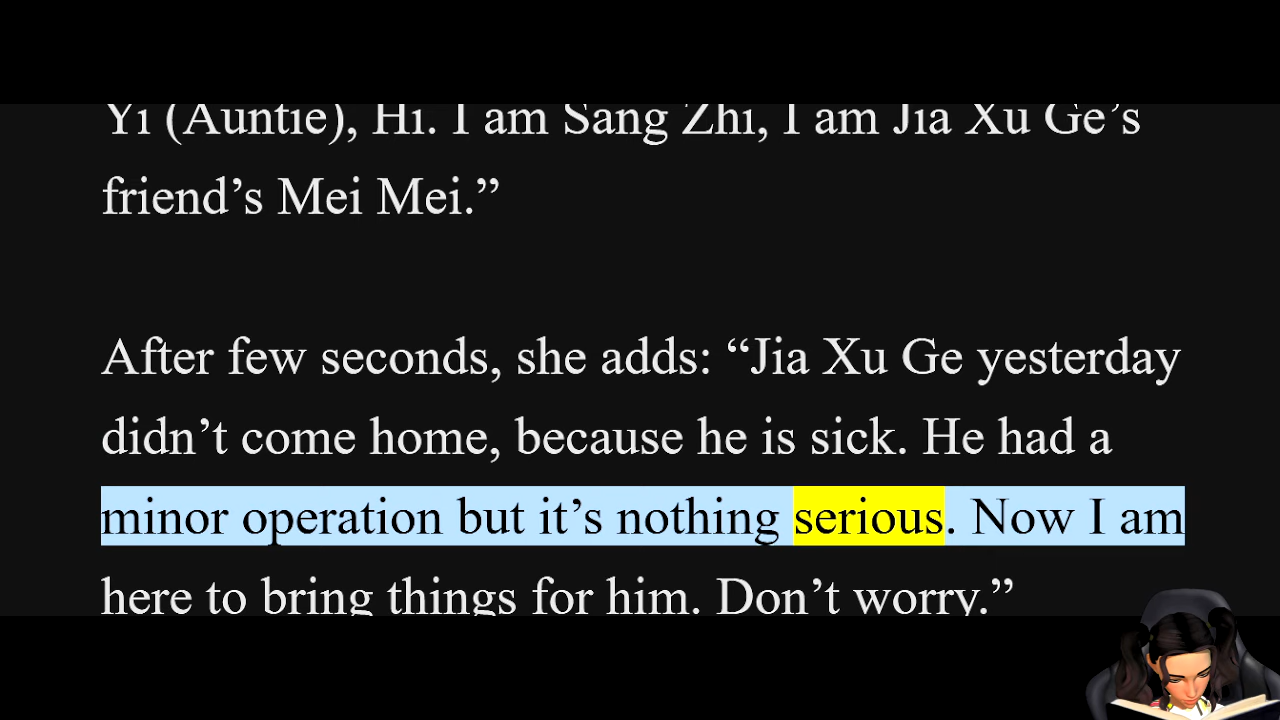 Yi (Auntie), Hi. I am Sang Zhi, I am Jia Xu Ge’s
friend’s Mei Mei.”
After few seconds, she adds: “Jia Xu Ge yesterday
didn’t come home, because he is sick. He had a
minor operation but it’s nothing serious. Now I am
here to bring things for him. Don’t worry.”